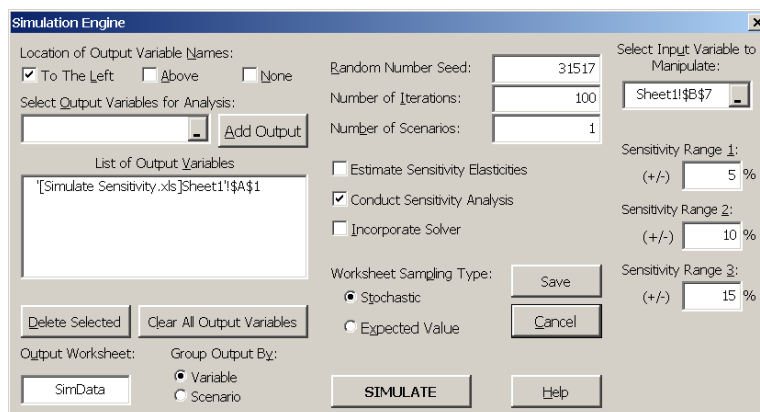 Simulation Engine
Location of Output Variable Names:
To The Left
Above
None
Select Output Variables for Analysis:
Add Output
List of Output Variables
'[Simulate Sensitivity.xls]Sheet1'!$A$1
Delete Selected
Clear All Output Variables
Output Worksheet:
SimData
Group Output By:
Variable
Scenario
Random Number Seed:
31517
Number of Iterations:
100
Number of Scenarios:
1
Estimate Sensitivity Elasticities
Conduct Sensitivity Analysis
Incorporate Solver
Worksheet Sampling Type:
Stochastic
Expected Value
Save
Cancel
SIMULATE
Help
Select Input Variable to
Manipulate:
Sheet1!$B$7
Sensitivity Range 1:
(+/-) 5 %
Sensitivity Range 2:
(+/-) 10 %
Sensitivity Range 3:
(+/-) 15 %